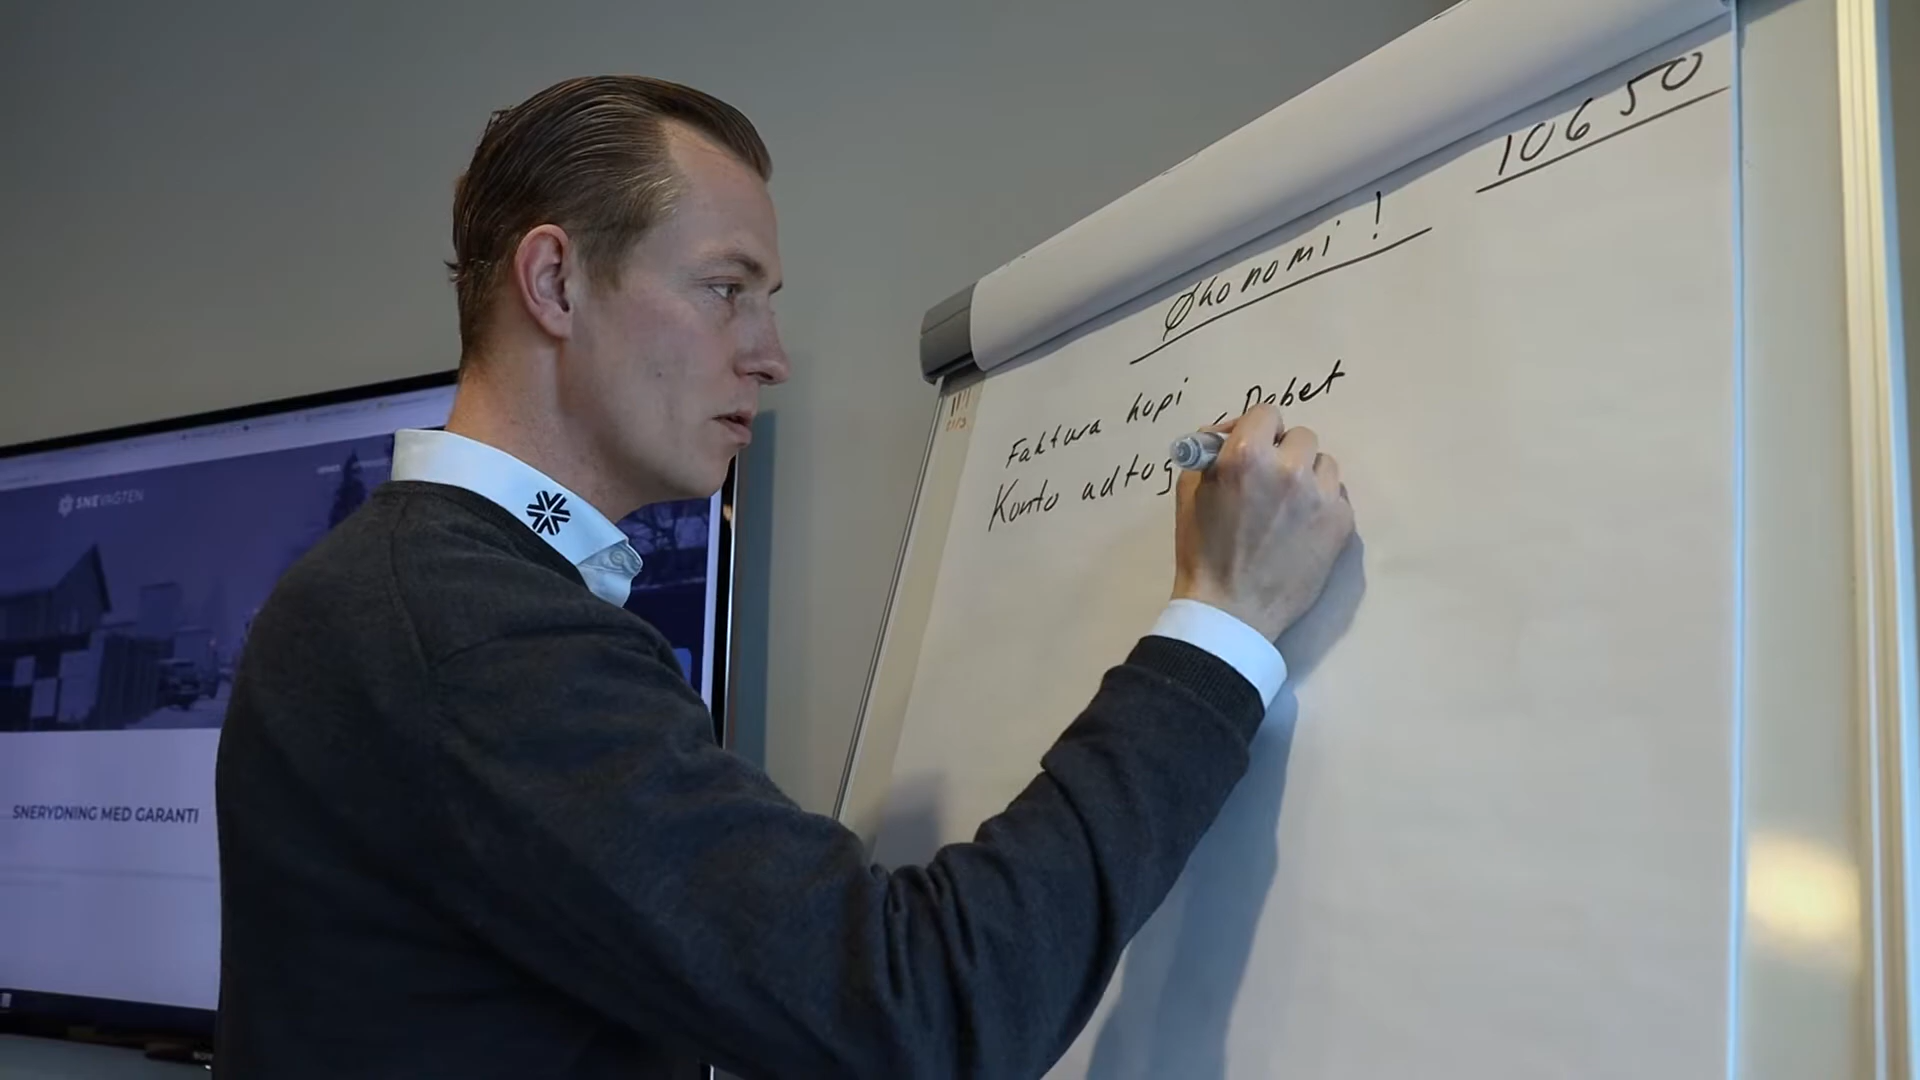 10650
Økonomi!
Faktura kopi
Konto udtog Debet
SNEVAGTEN
SNERYDNING MED GARANTI